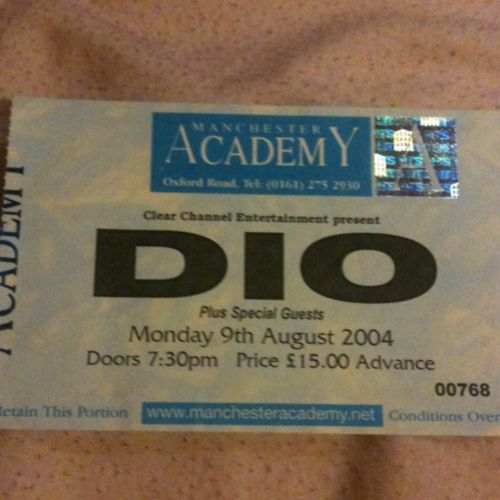 MANCHESTER
ACADEMY
Oxford Road, Tel: (0161) 275 2930
A
Clear Channel Entertainment present
DIO
Plus Special Guests
Monday 9th August 2004
Doors 7:30pm Price £15.00 Advance
00768
Retain This Portion www.manchesteracademy.net Conditions Over
ACADEMY